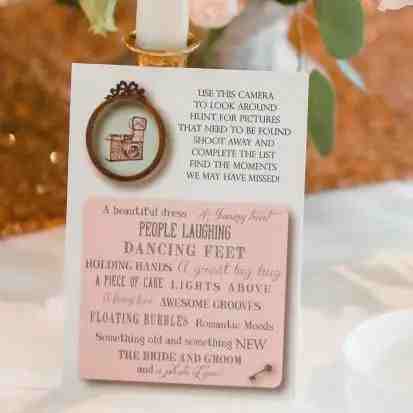 USE THIS CAMERA
TO LOOK AROUND
HUNT FOR PICTURES
THAT NEED TO BE FOUND
SHOOT AWAY AND
COMPLETE THE LIST
FIND THE MOMENTS
WE MAY HAVE MISSED!
A beautiful dress A flowing toast
PEOPLE LAUGHING
DANCING FEET
HOLDING HANDS A great big hug
A PIECE OF CAKE LIGHTS ABOVE
AWESOME GROOVES
FLOATING BUBBLES Romantic Moods
Something old and something NEW
THE BRIDE AND GROOM
and a photo of you